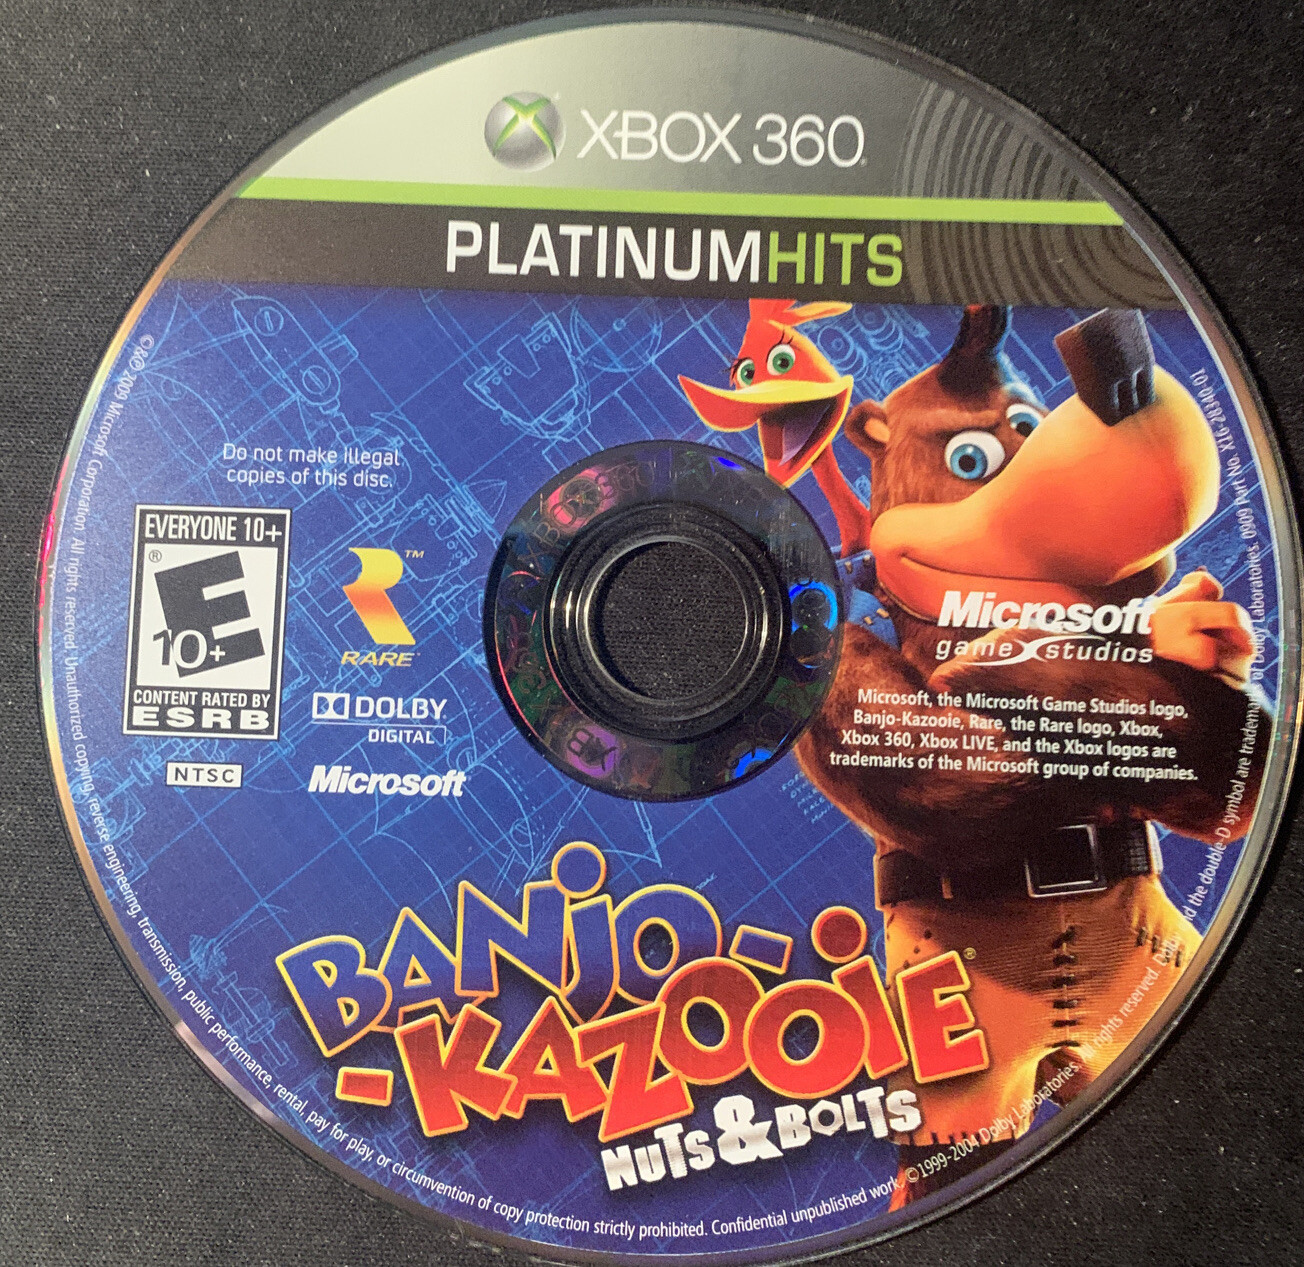 XBOX 360
PLATINUMHITS
Do not make illegal
copies of this disc.
EVERYONE 10+
E
10+
CONTENT RATED BY
ESRB
NTSC
RARE™
DOLBY
DIGITAL
Microsoft
Microsoft
game studios
Microsoft, the Microsoft Game Studios logo,
Banjo-Kazooie, Rare, the Rare logo, Xbox,
Xbox 360, Xbox LIVE, and the Xbox logos are
trademarks of the Microsoft group of companies.
BANJO-
-KAZOOIE®
NUTS & BOLTS
©&℗ 2009 Microsoft Corporation. All rights reserved. Unauthorized copying, reverse engineering, transmission, public performance, rental, pay for play, or circumvention of copy protection strictly prohibited. Confidential unpublished work. ©1999-2004 Dolby Laboratories. All rights reserved. Dolby and the double-D symbol are trademarks of Dolby Laboratories. 0909 Part No. X16-28340-01